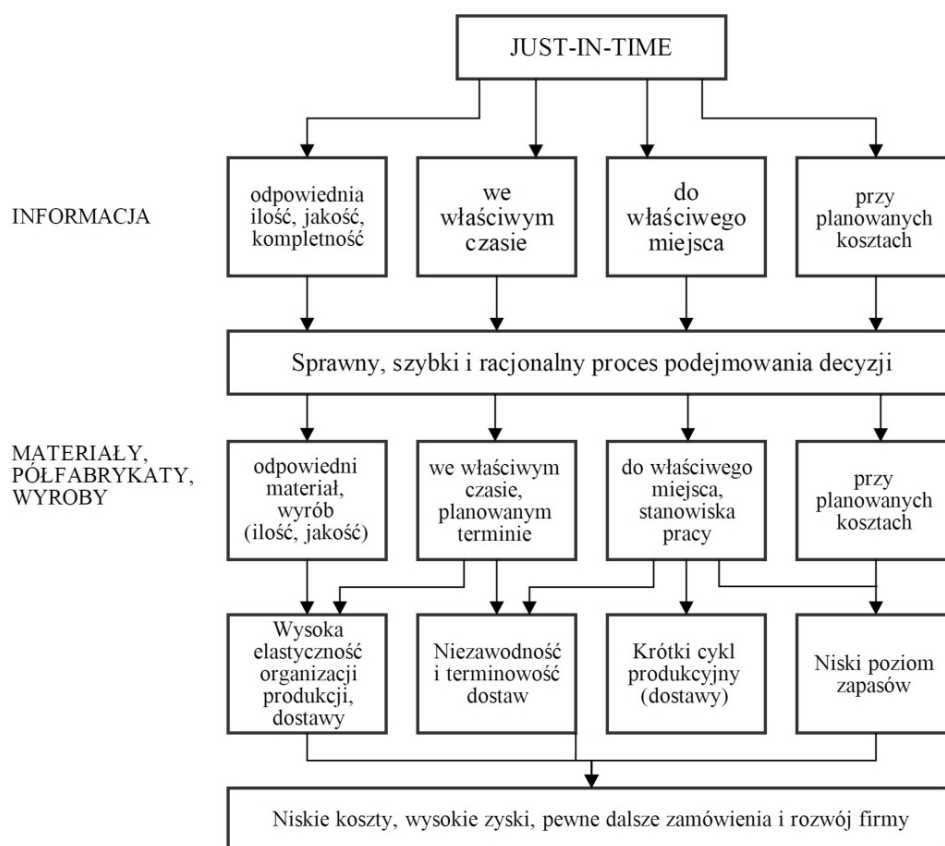 JUST-IN-TIME
INFORMACJA
odpowiednia
ilość, jakość,
kompletność
we
właściwym
czasie
do
właściwego
miejsca
przy
planowanych
kosztach
Sprawny, szybki i racjonalny proces podejmowania decyzji
MATERIAŁY,
PÓŁFABRYKATY,
WYROBY
odpowiedni
materiał,
wyrób
(ilość, jakość)
we właściwym
czasie,
planowanym
terminie
do właściwego
miejsca,
stanowiska
pracy
przy
planowanych
kosztach
Wysoka
elastyczność
organizacji
produkcji,
dostawy
Niezawodność
i terminowość
dostaw
Krótki cykl
produkcyjny
(dostawy)
Niski poziom
zapasów
Niskie koszty, wysokie zyski, pewne dalsze zamówienia i rozwój firmy